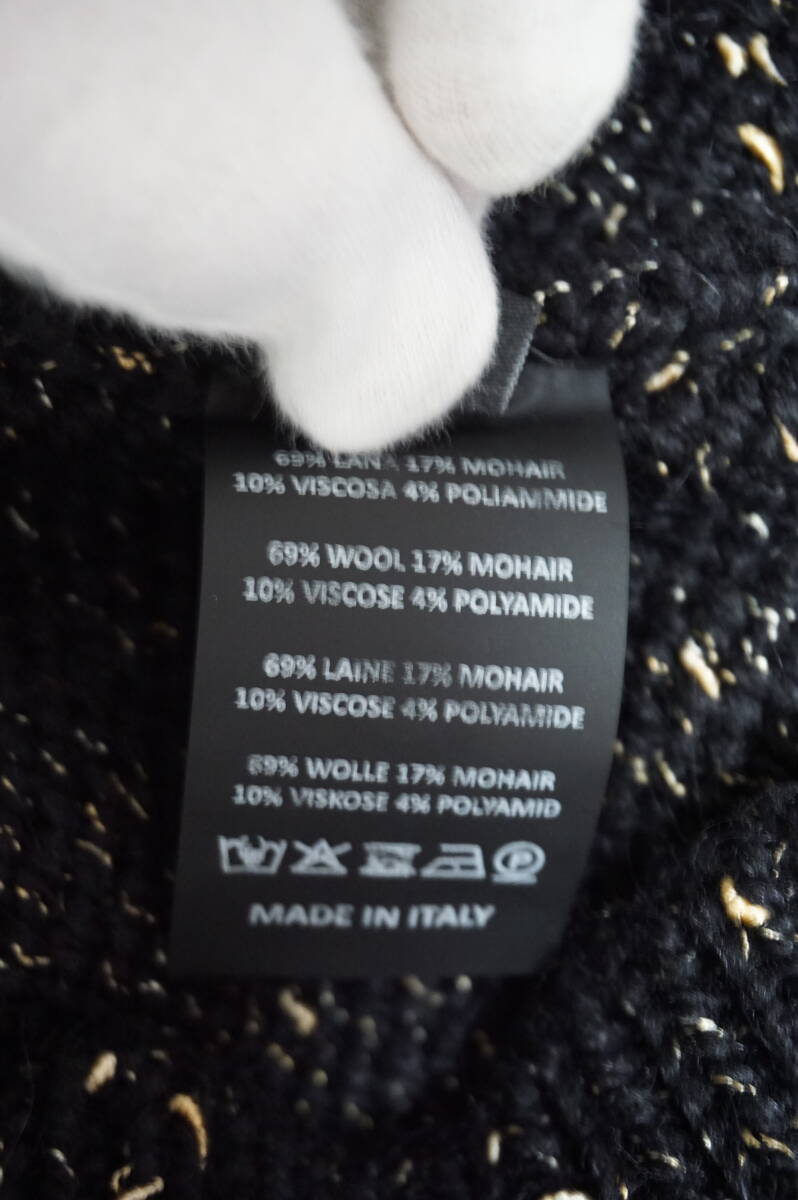 69% LANA 17% MOHAIR
10% VISCOSA 4% POLIAMMIDE
69% WOOL 17% MOHAIR
10% VISCOSE 4% POLYAMIDE
69% LAINE 17% MOHAIR
10% VISCOSE 4% POLYAMIDE
69% WOLLE 17% MOHAIR
10% VISKOSE 4% POLYAMID
P
MADE IN ITALY